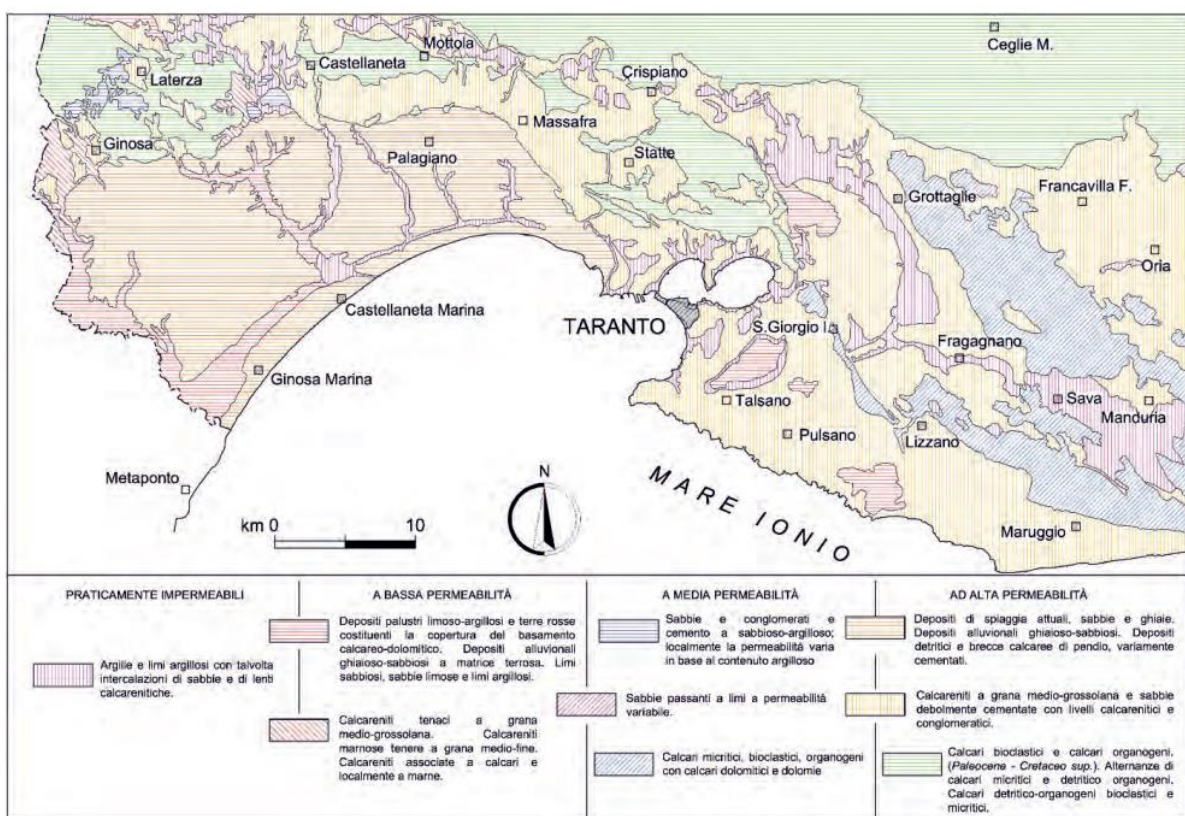 Ceglie M.
Mottola
Castellaneta
Laterza
Crispiano
Massafra
Ginosa
Palagiano
Statte
Grottaglie
Francavilla F.
Oria
Castellaneta Marina
TARANTO
S.Giorgio I.
Fragagnano
Ginosa Marina
Talsano
Sava
Manduria
Pulsano
Lizzano
Metaponto
N
MARE IONIO
km 0 10
Maruggio
PRATICAMENTE IMPERMEABILI
Argille e limi argillosi con talvolta
intercalazioni di sabbie e di lenti
calcarenitiche.
A BASSA PERMEABILITÀ
Depositi palustri limoso-argillosi e terre rosse
costituenti la copertura del basamento
calcareo-dolomitico. Depositi alluvionali
ghiaioso-sabbiosi a matrice terrosa. Limi
sabbiosi, sabbie limose e limi argillosi.
Calcareniti tenaci a grana
medio-grossolana. Calcareniti
marnose tenere a grana medio-fine.
Calcareniti associate a calcari e
localmente a marne.
A MEDIA PERMEABILITÀ
Sabbie e conglomerati e
cemento a sabbioso-argilloso;
localmente la permeabilità varia
in base al contenuto argilloso
Sabbie passanti a limi a permeabilità
variabile.
Calcari micritici, bioclastici, organogeni
con calcari dolomitici e dolomie
AD ALTA PERMEABILITÀ
Depositi di spiaggia attuali, sabbie e ghiaie.
Depositi alluvionali ghiaioso-sabbiosi. Depositi
detritici e brecce calcaree di pendio, variamente
cementati.
Calcareniti a grana medio-grossolana e sabbie
debolmente cementate con livelli calcarenitici e
conglomeratici.
Calcari bioclastici e calcari organogeni.
(Paleocene - Cretaceo sup.). Alternanze di
calcari micritici e detritico organogeni.
Calcari detritico-organogeni bioclastici e
micritici.